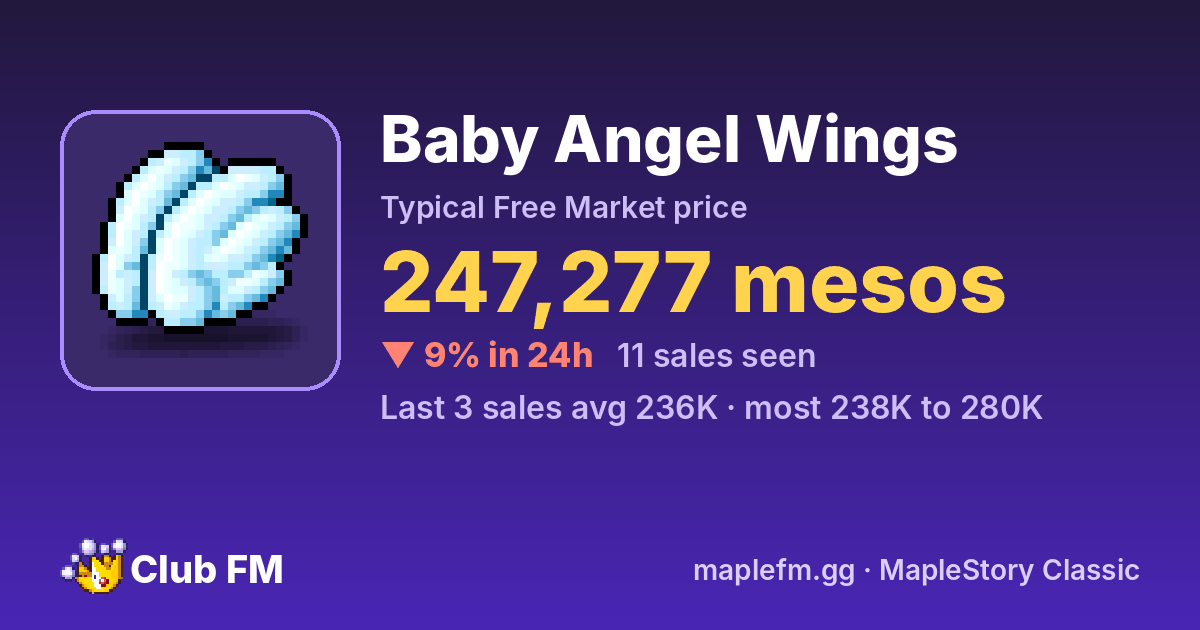 Baby Angel Wings
Typical Free Market price
247,277 mesos
▼ 9% in 24h 11 sales seen
Last 3 sales avg 236K · most 238K to 280K
Club FM
maplefm.gg · MapleStory Classic